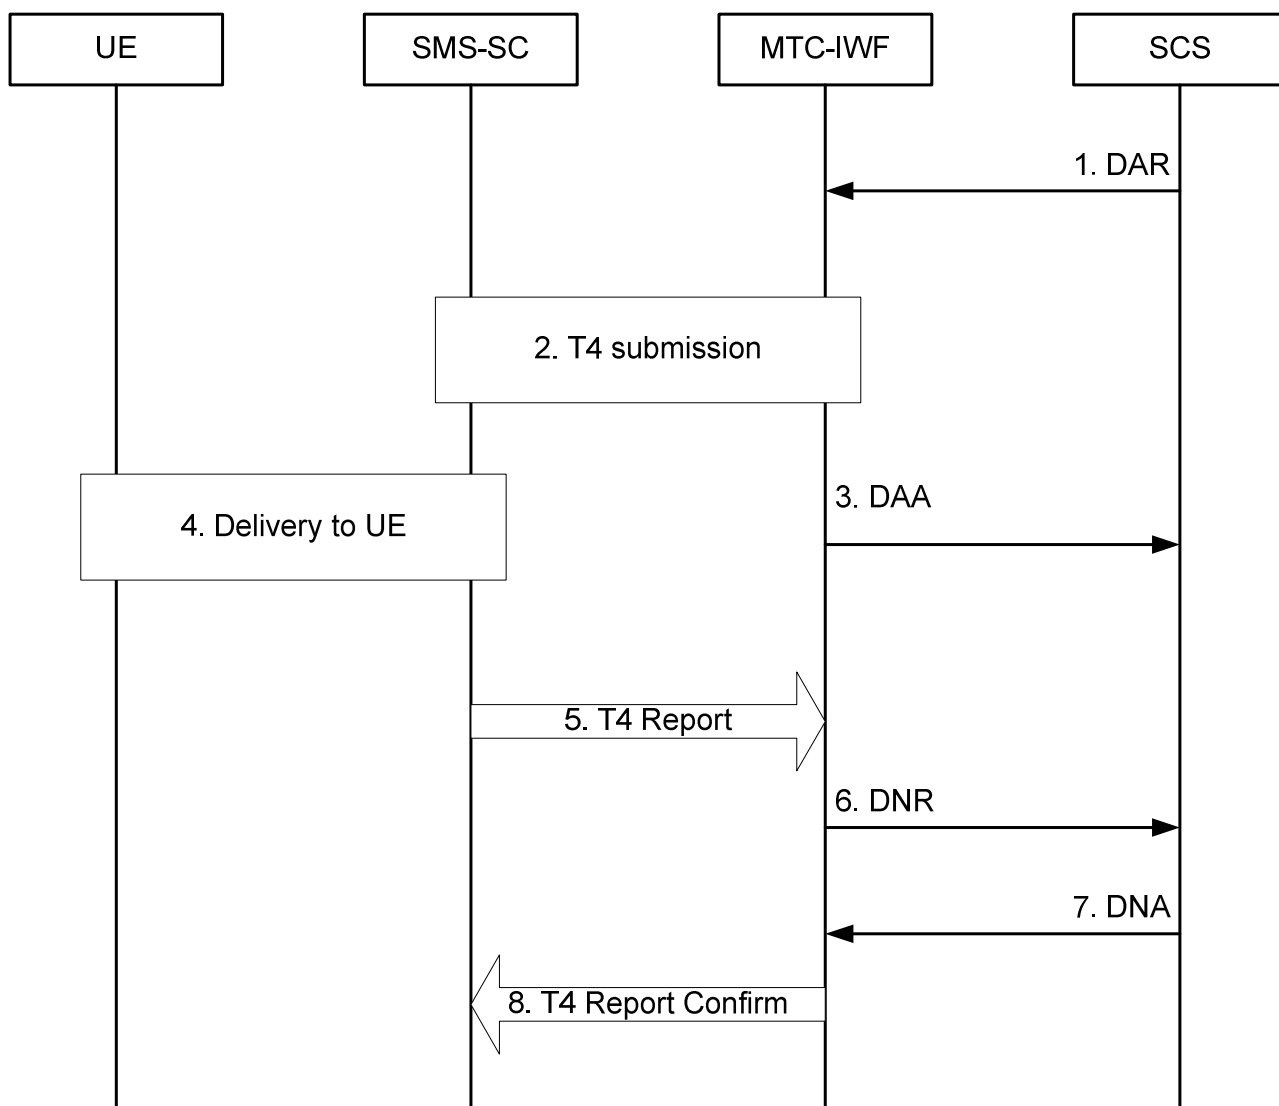 UE
SMS-SC
MTC-IWF
SCS
1. DAR
2. T4 submission
3. DAA
4. Delivery to UE
5. T4 Report
6. DNR
7. DNA
8. T4 Report Confirm